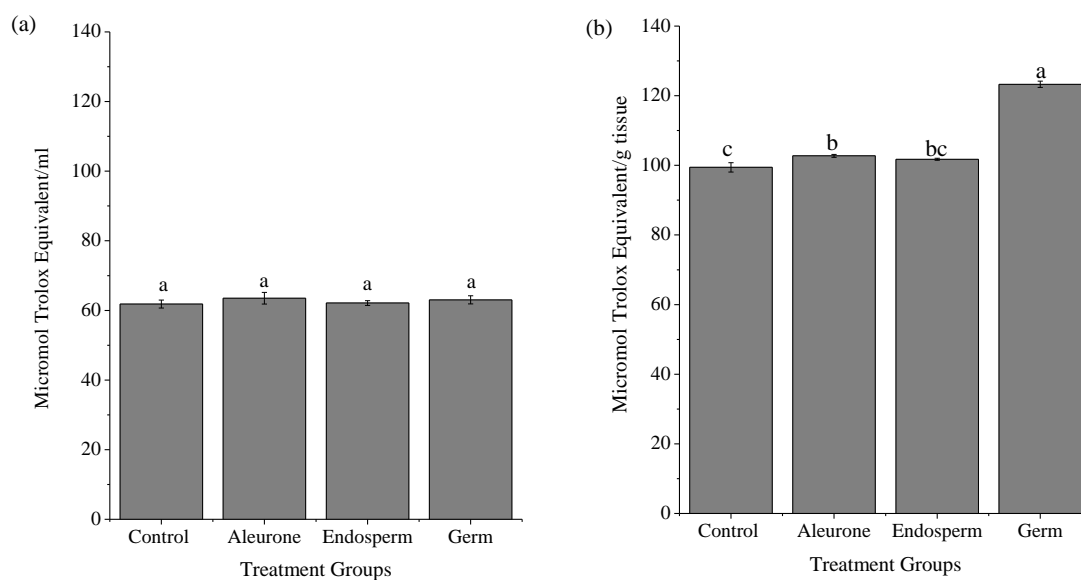 (a)
140
120
100
80
60
40
20
0
Micromol Trolox Equivalent/ml
a
a
a
a
Control
Aleurone
Endosperm
Germ
Treatment Groups
(b)
140
120
100
80
60
40
20
0
Micromol Trolox Equivalent/g tissue
c
b
bc
a
Control
Aleurone
Endosperm
Germ
Treatment Groups